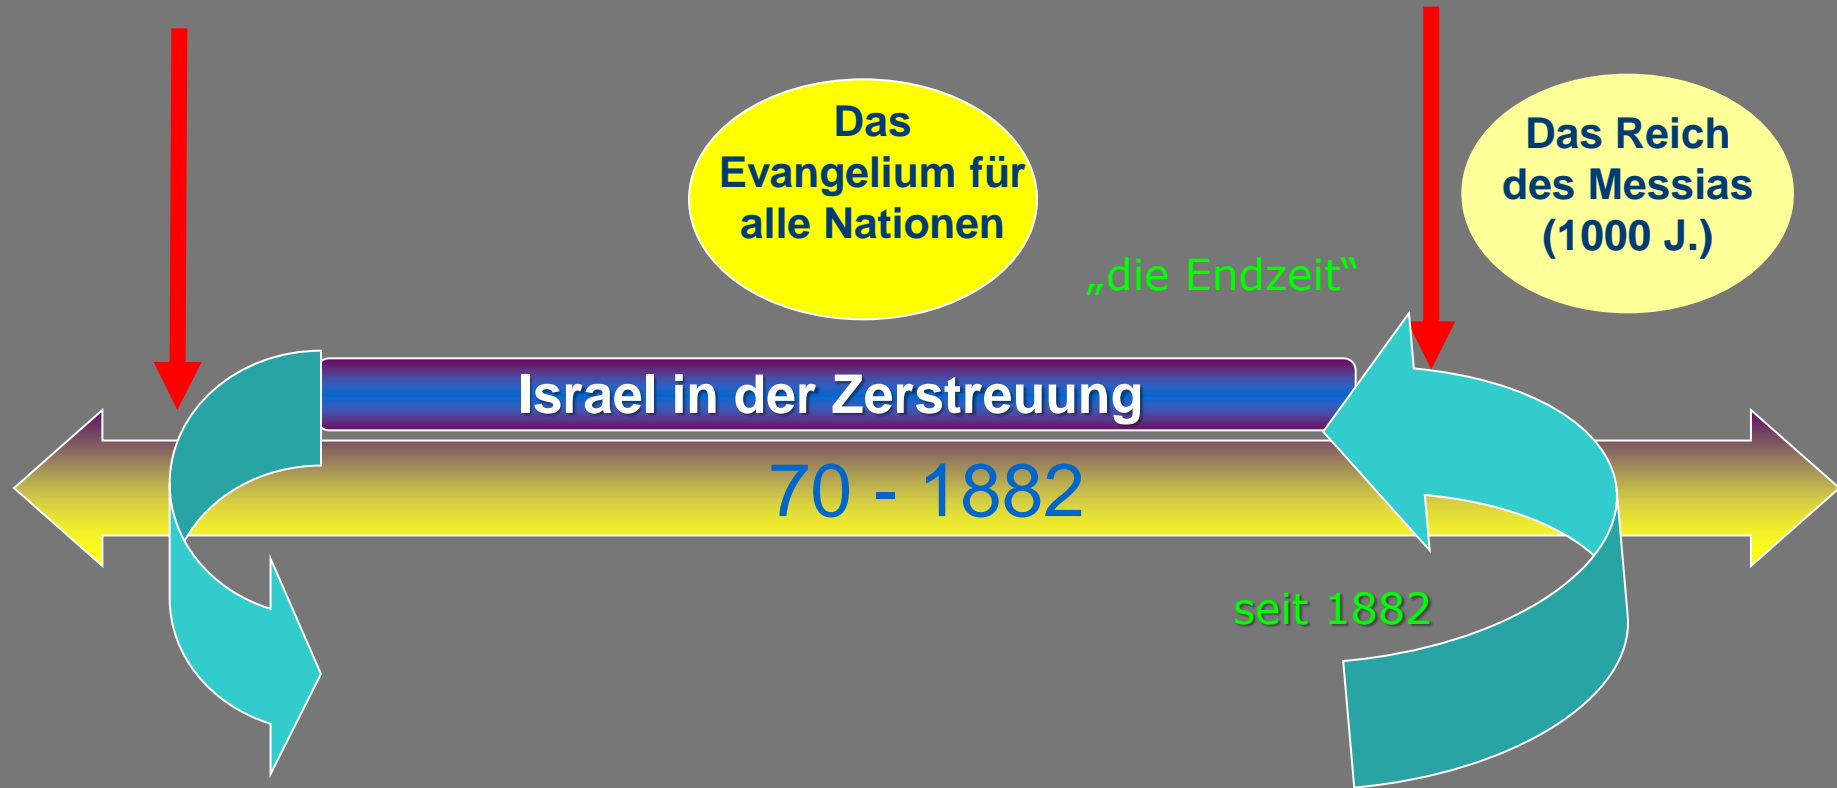 Das
Evangelium für
alle Nationen
Das Reich
des Messias
(1000 J.)
„die Endzeit“
Israel in der Zerstreuung
70 - 1882
seit 1882